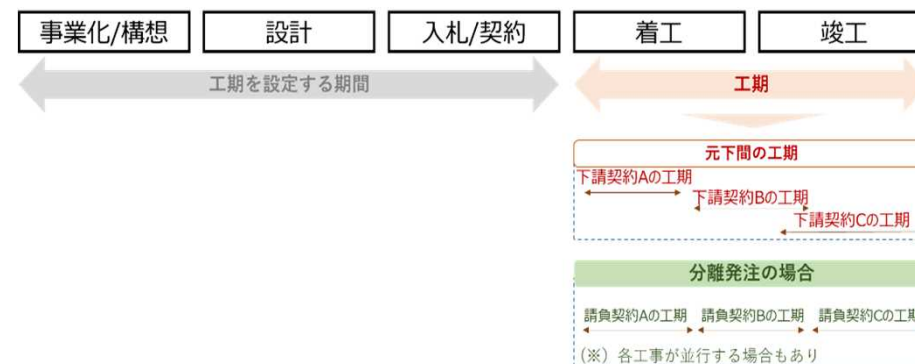 事業化/構想
設計
入札/契約
着工
竣工
工期を設定する期間
工期
元下間の工期
下請契約Aの工期
下請契約Bの工期
下請契約Cの工期
分離発注の場合
請負契約Aの工期 請負契約Bの工期 請負契約Cの工期
(※) 各工事が並行する場合もあり